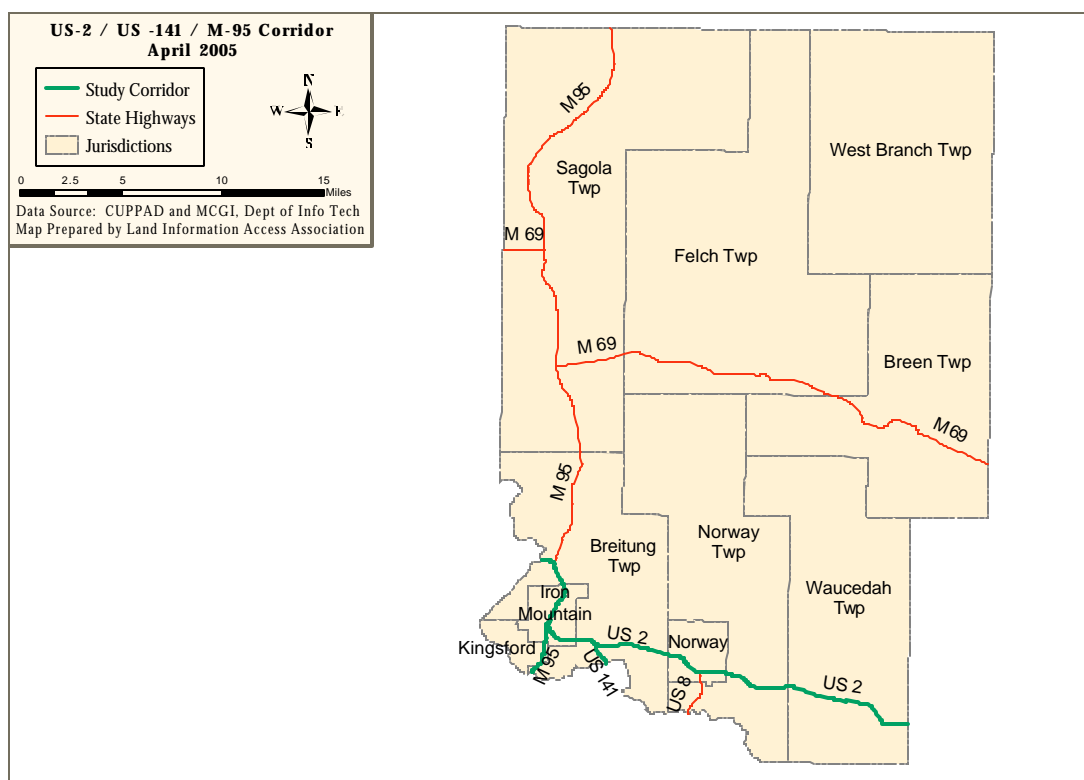 US-2 / US -141 / M-95 Corridor
April 2005
Study Corridor
State Highways
Jurisdictions
N
W E
S
0 2.5 5 10 15
Miles
Data Source: CUPPAD and MCGI, Dept of Info Tech
Map Prepared by Land Information Access Association
M 95
West Branch Twp
Sagola
Twp
M 69
Felch Twp
M 69
Breen Twp
M 69
M 95
Norway
Twp
Breitung
Twp
Waucedah
Twp
Iron
Mountain
Kingsford
US 2
Norway
M 95
US 141
US 8
US 2